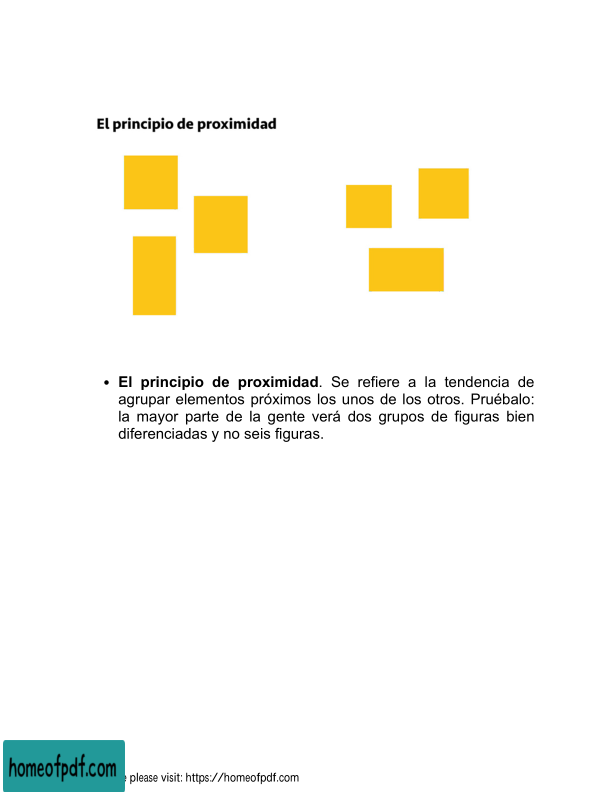 El principio de proximidad
• El principio de proximidad. Se refiere a la tendencia de
agrupar elementos próximos los unos de los otros. Pruébalo:
la mayor parte de la gente verá dos grupos de figuras bien
diferenciadas y no seis figuras.
homeofpdf.com
please visit: https://homeofpdf.com